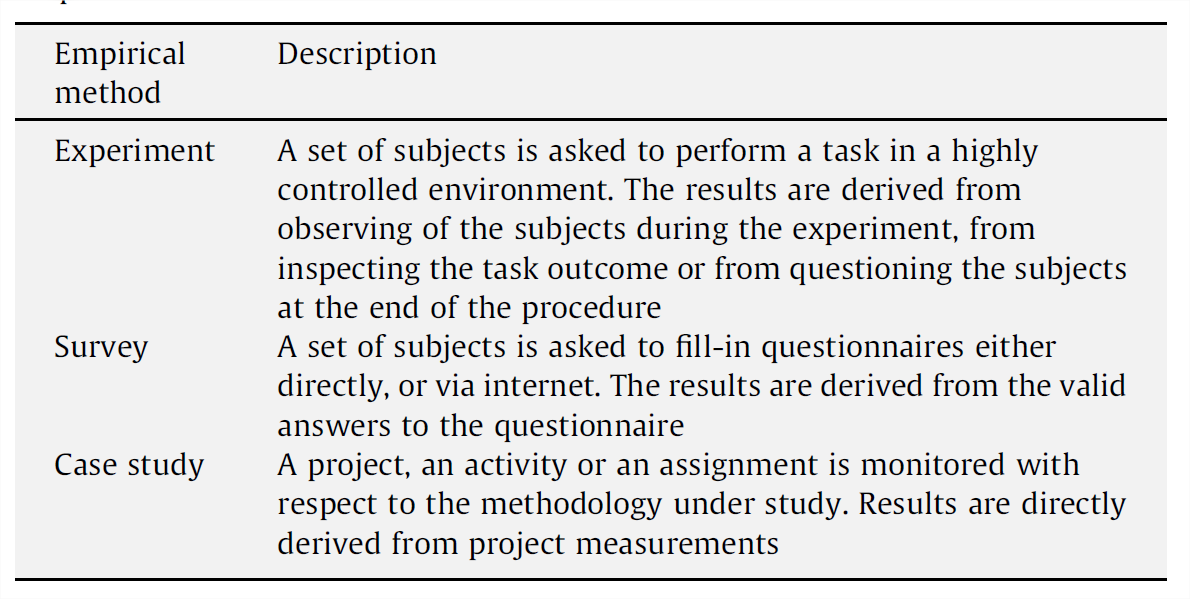 Empirical method Description
Experiment A set of subjects is asked to perform a task in a highly
controlled environment. The results are derived from
observing of the subjects during the experiment, from
inspecting the task outcome or from questioning the subjects
at the end of the procedure
Survey A set of subjects is asked to fill-in questionnaires either
directly, or via internet. The results are derived from the valid
answers to the questionnaire
Case study A project, an activity or an assignment is monitored with
respect to the methodology under study. Results are directly
derived from project measurements